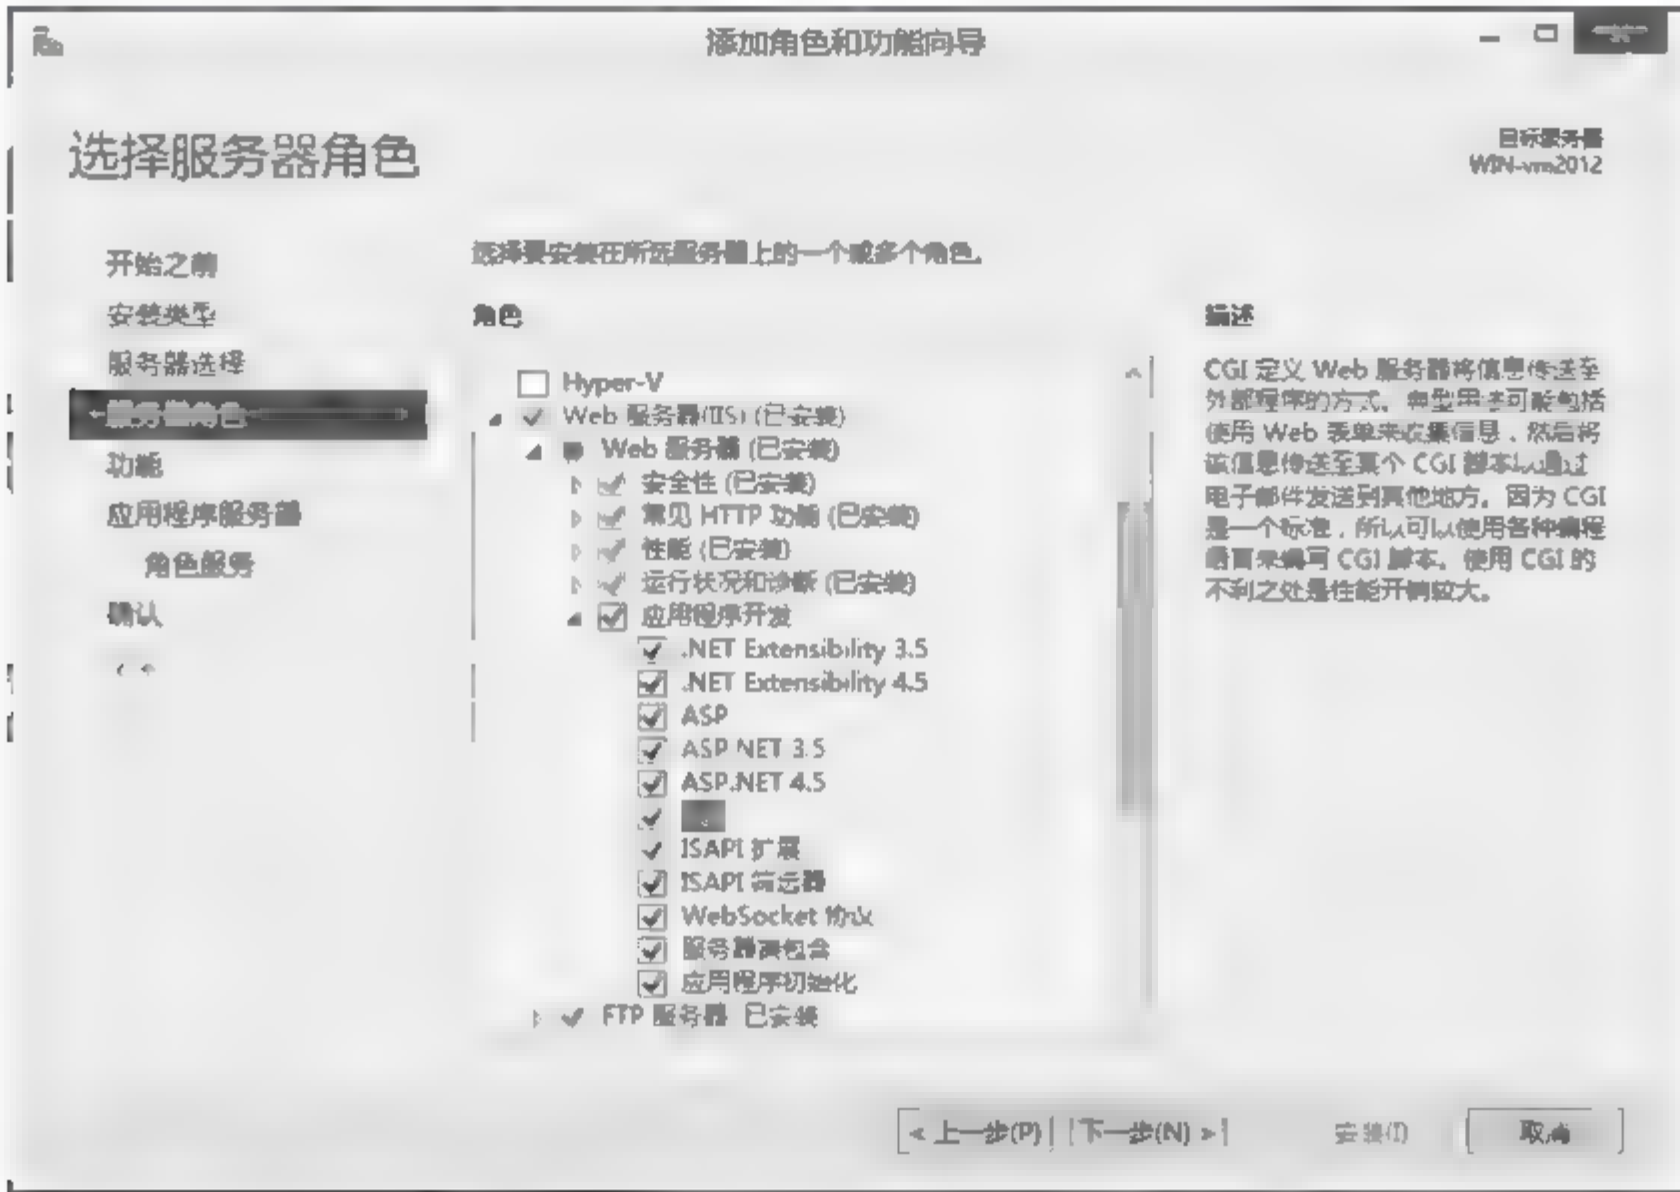 添加角色和功能向导
选择服务器角色
目标服务器
WIN-vm2012
开始之前
安装类型
服务器选择
服务器角色
功能
应用程序服务器
角色服务
确认
选择要安装在所选服务器上的一个或多个角色。
角色
Hyper-V
Web 服务器(IIS) (已安装)
Web 服务器 (已安装)
安全性 (已安装)
常见 HTTP 功能 (已安装)
性能 (已安装)
运行状况和诊断 (已安装)
应用程序开发
.NET Extensibility 3.5
.NET Extensibility 4.5
ASP
ASP NET 3.5
ASP.NET 4.5
ISAPI 扩展
ISAPI 筛选器
WebSocket 协议
服务器端包含
应用程序初始化
FTP 服务器 已安装
描述
CGI 定义 Web 服务器将信息传送至
外部程序的方式。典型用法可能包括
使用 Web 表单来收集信息，然后将
该信息传送至某个 CGI 脚本以通过
电子邮件发送到其他地方。因为 CGI
是一个标准，所以可以使用各种编程
语言来编写 CGI 脚本。使用 CGI 的
不利之处是性能开销较大。
< 上一步(P)
下一步(N) >
安装(I)
取消